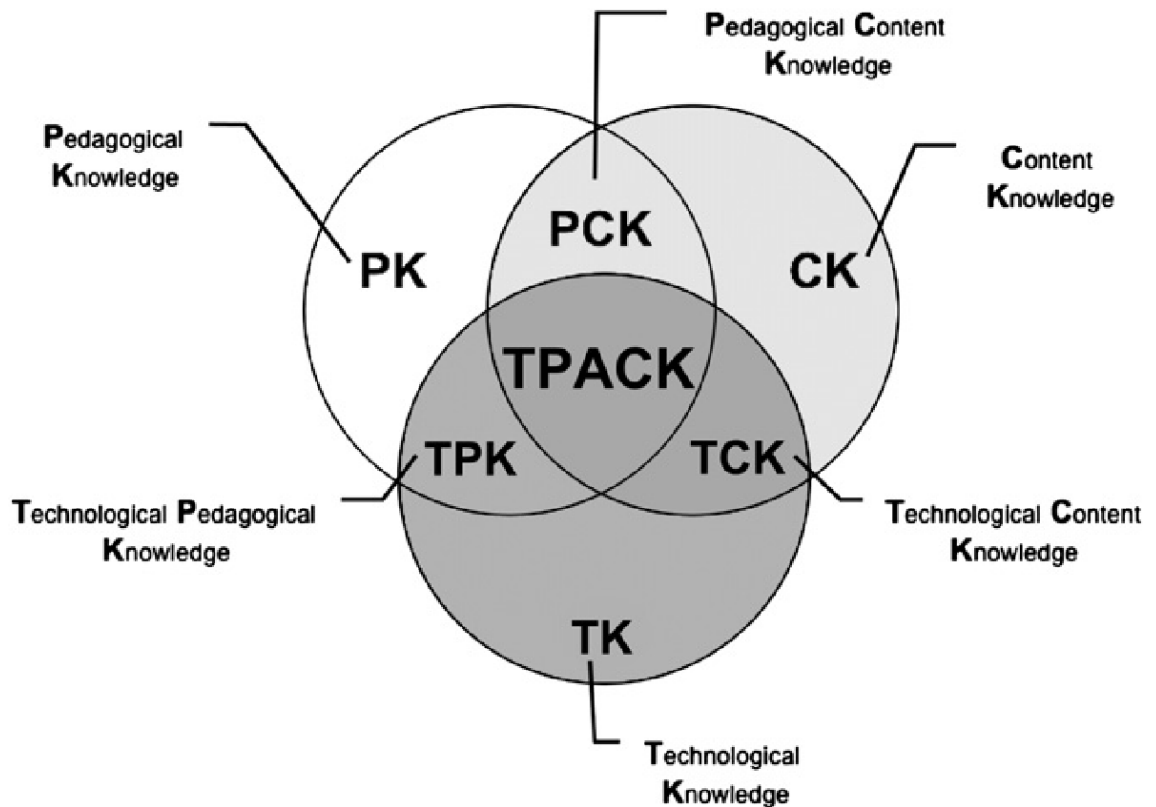 Pedagogical Content
Knowledge
Pedagogical
Knowledge
Content
Knowledge
PCK
PK
CK
TPACK
TPK
TCK
Technological Pedagogical
Knowledge
Technological Content
Knowledge
TK
Technological
Knowledge